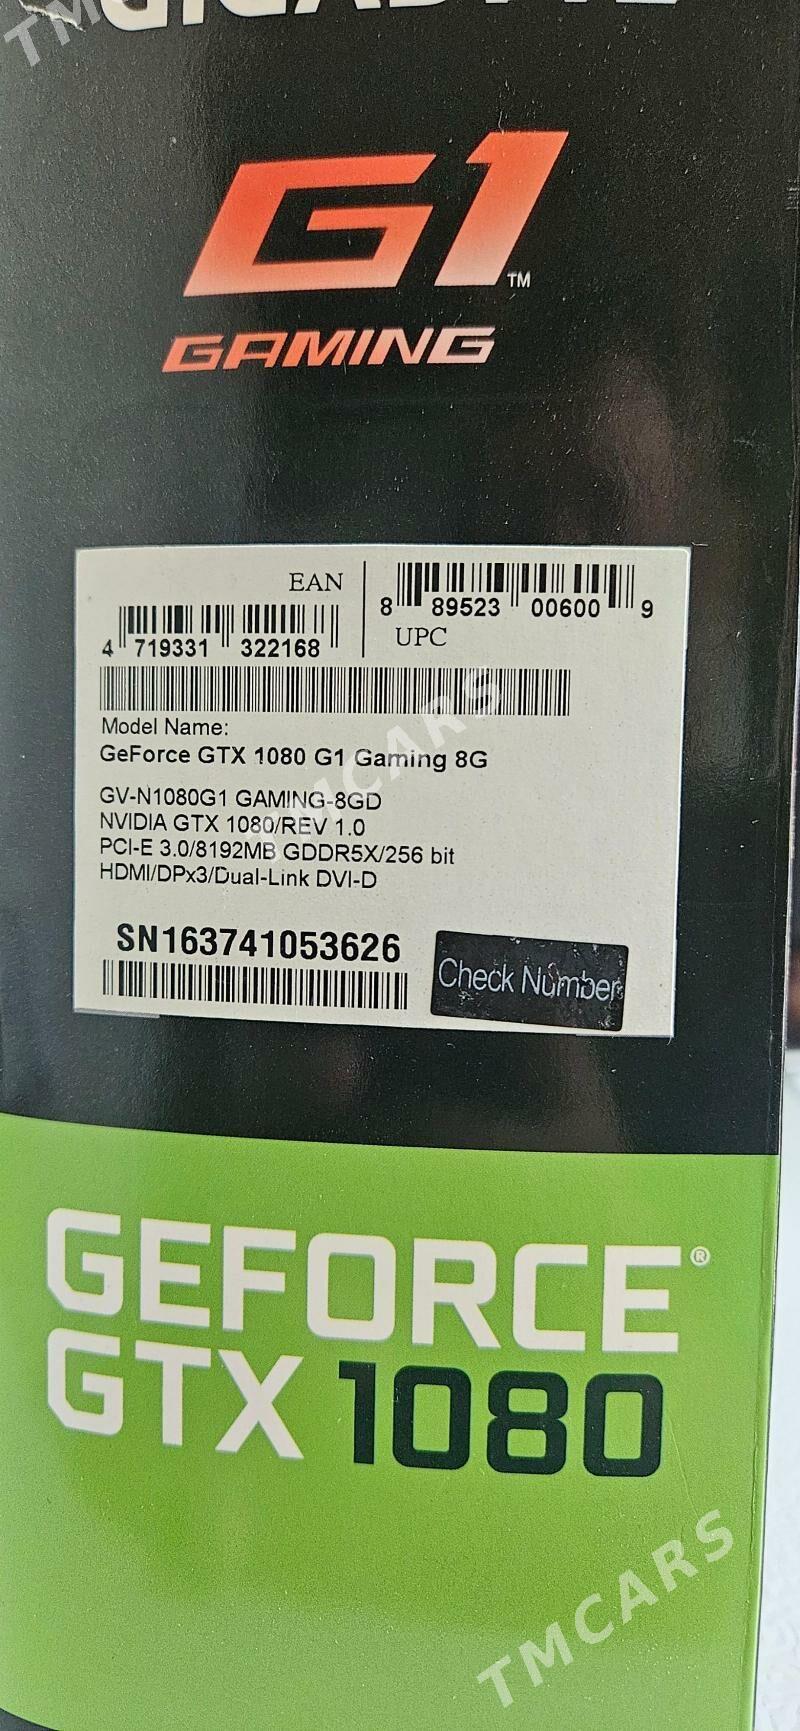 TMCARS
GIGABYTE
G1™
GAMING
EAN
4 719331 322168
8 89523 00600 9
UPC
Model Name:
GeForce GTX 1080 G1 Gaming 8G
GV-N1080G1 GAMING-8GD
NVIDIA GTX 1080/REV 1.0
PCI-E 3.0/8192MB GDDR5X/256 bit
HDMI/DPx3/Dual-Link DVI-D
TMCARS
SN163741053626
Check Number
GEFORCE®
GTX 1080
TMCARS